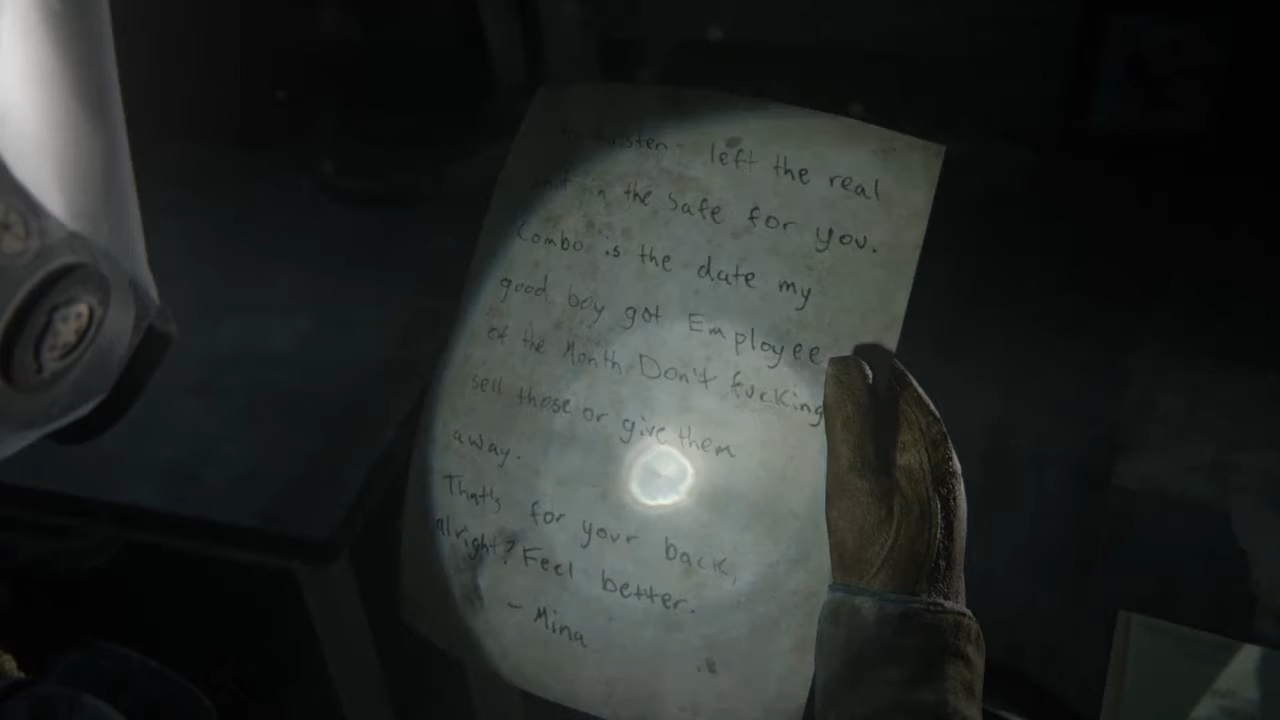 left the real
in the safe for you.
Combo is the date my
good boy got Employee
of the Month. Don't fucking
sell those or give them
away.
That's for your back,
alright? Feel better.
- Mina